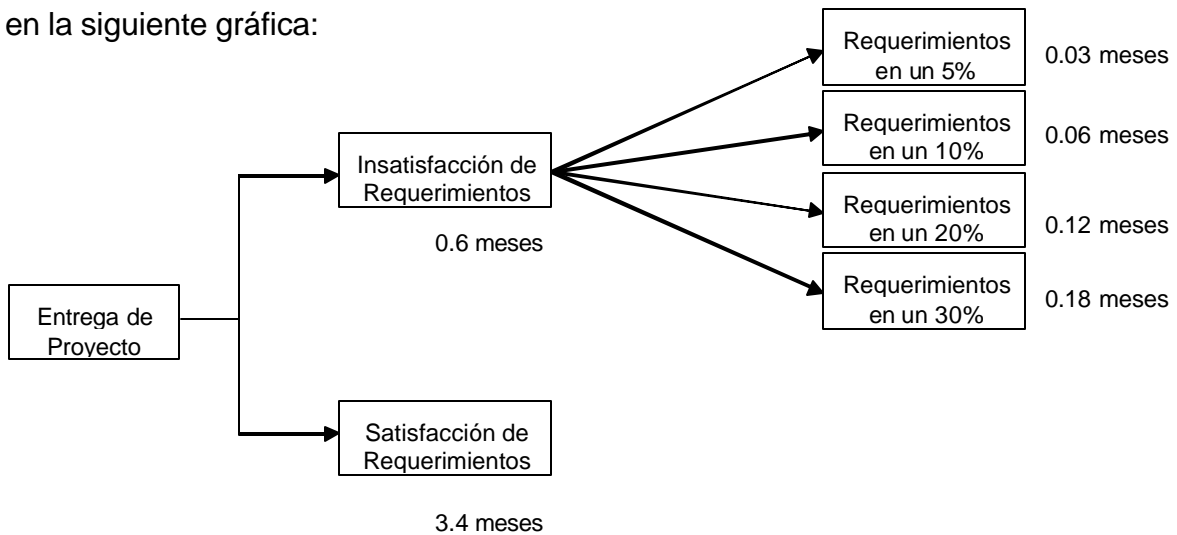 en la siguiente gráfica:
Requerimientos
en un 5%
0.03 meses
Requerimientos
en un 10%
0.06 meses
Insatisfacción de
Requerimientos
0.6 meses
Requerimientos
en un 20%
0.12 meses
Requerimientos
en un 30%
0.18 meses
Entrega de
Proyecto
Satisfacción de
Requerimientos
3.4 meses